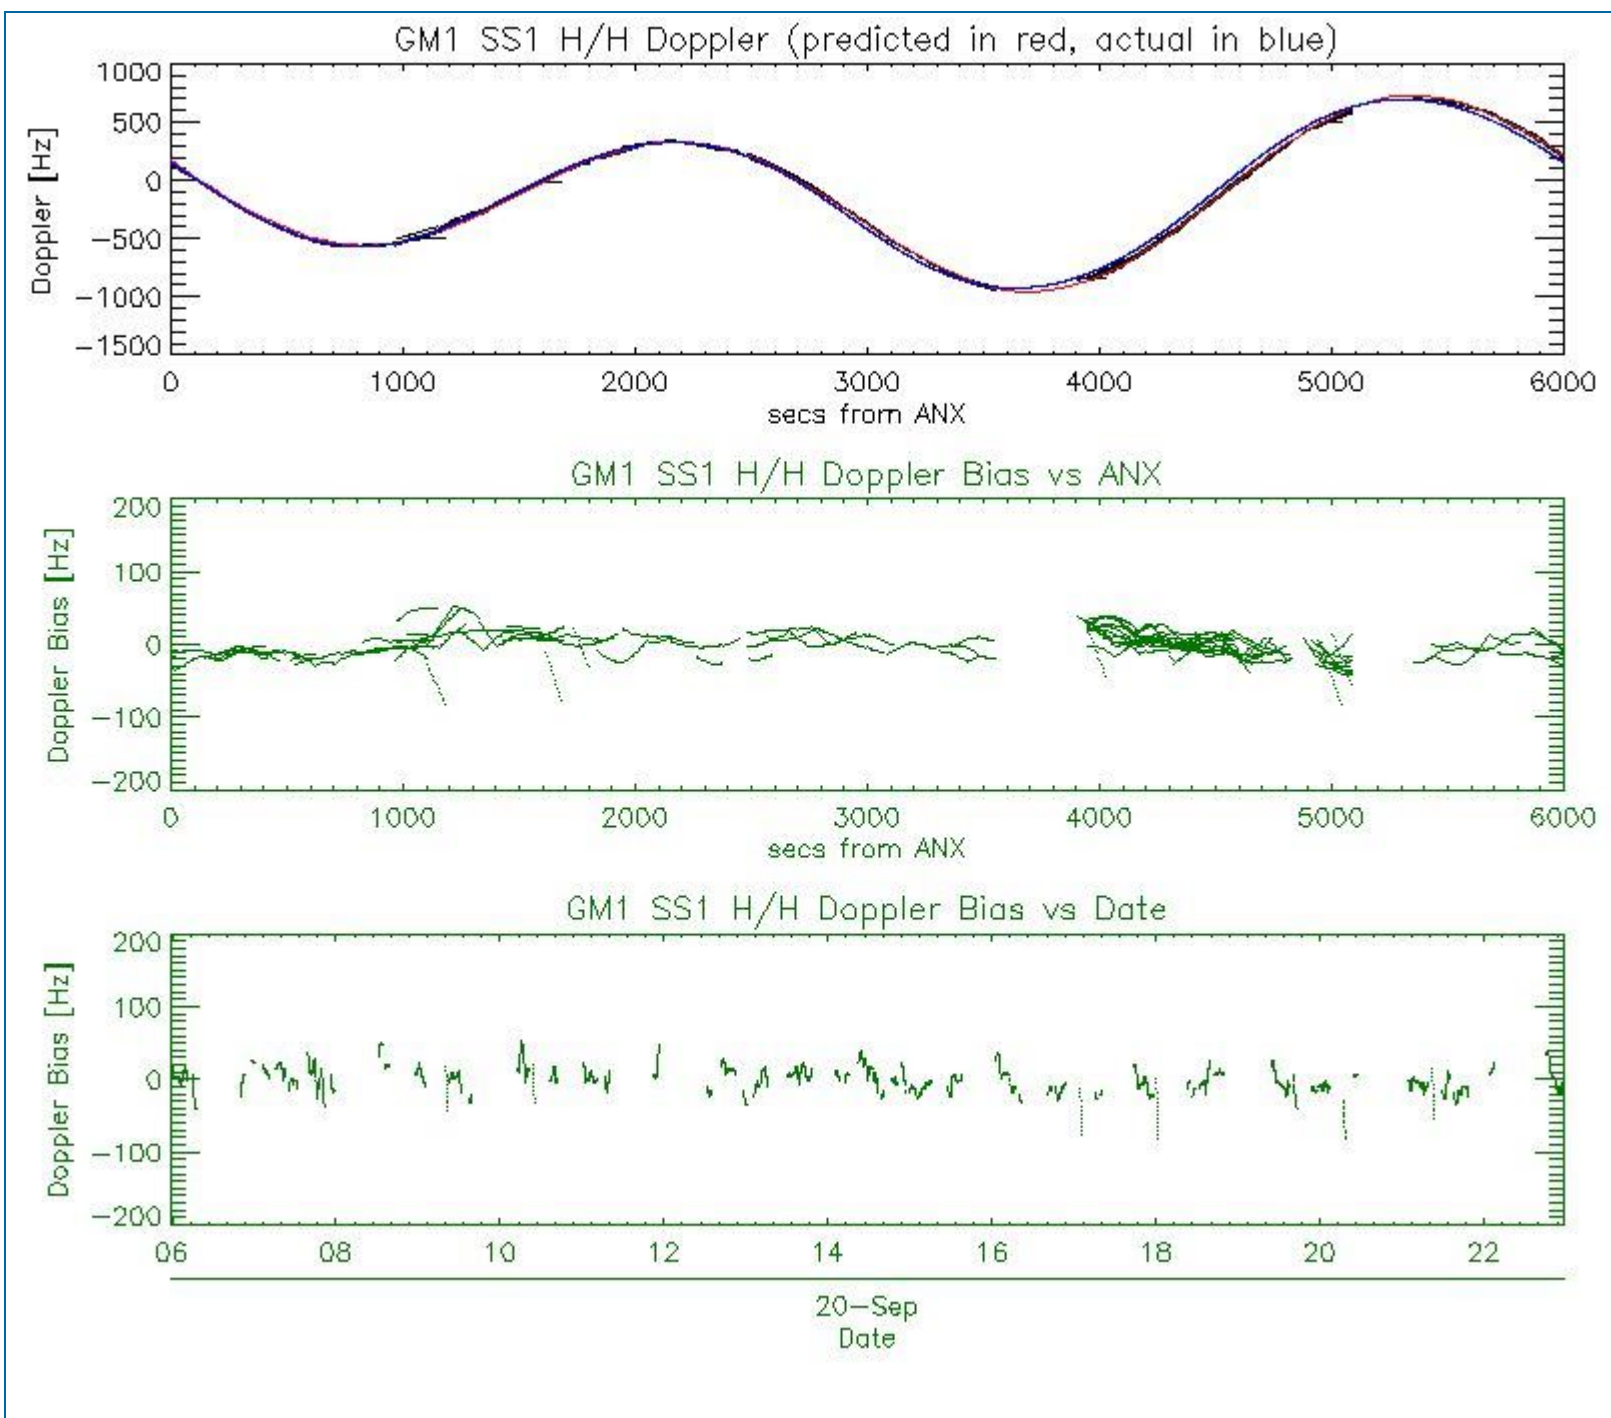 GM1 SS1 H/H Doppler (predicted in red, actual in blue)
1000
500
0
-500
-1000
-1500
Doppler [Hz]
0 1000 2000 3000 4000 5000 6000
secs from ANX
GM1 SS1 H/H Doppler Bias vs ANX
200
100
0
-100
-200
Doppler Bias [Hz]
0 1000 2000 3000 4000 5000 6000
secs from ANX
GM1 SS1 H/H Doppler Bias vs Date
200
100
0
-100
-200
Doppler Bias [Hz]
06 08 10 12 14 16 18 20 22
20-Sep
Date